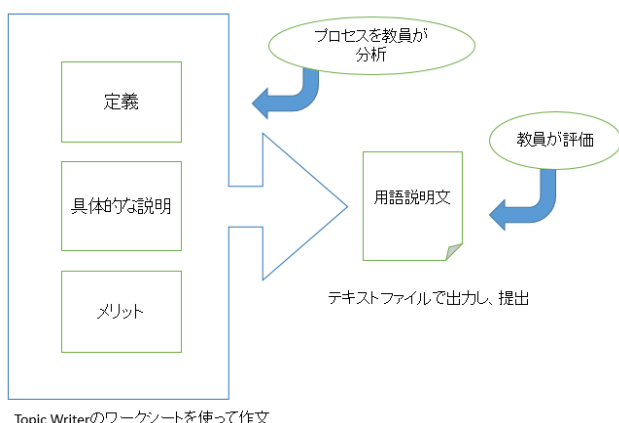 プロセスを教員が
分析
定義
教員が評価
具体的な説明
用語説明文
メリット
テキストファイルで出力し、提出
Topic Writerのワークシートを使って作文